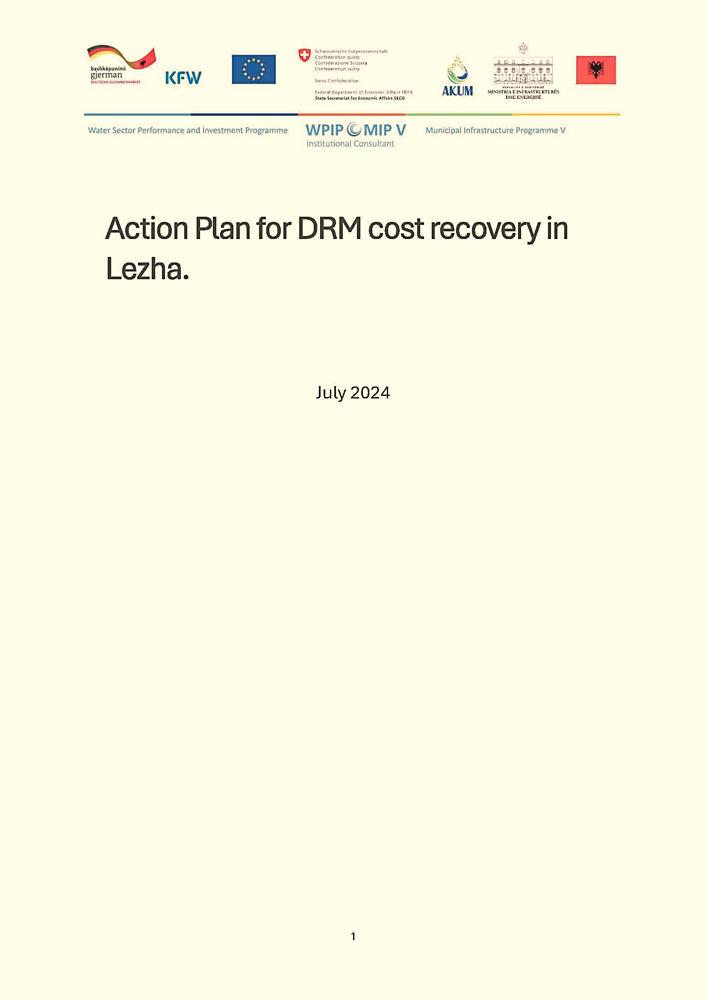 bashkëpunimi
gjerman
DEUTSCHE ZUSAMMENARBEIT
KFW
Schweizerische Eidgenossenschaft
Confédération suisse
Confederazione Svizzera
Confederaziun svizra
Swiss Confederation
Federal Department of Economic Affairs FDEA
State Secretariat for Economic Affairs SECO
AKUM
REPUBLIKA E SHQIPËRISË
MINISTRIA E INFRASTRUKTURËS
DHE ENERGJISË
Water Sector Performance and Investment Programme
WPIP MIP V
Institutional Consultant
Municipal Infrastructure Programme V
Action Plan for DRM cost recovery in
Lezha.
July 2024
1